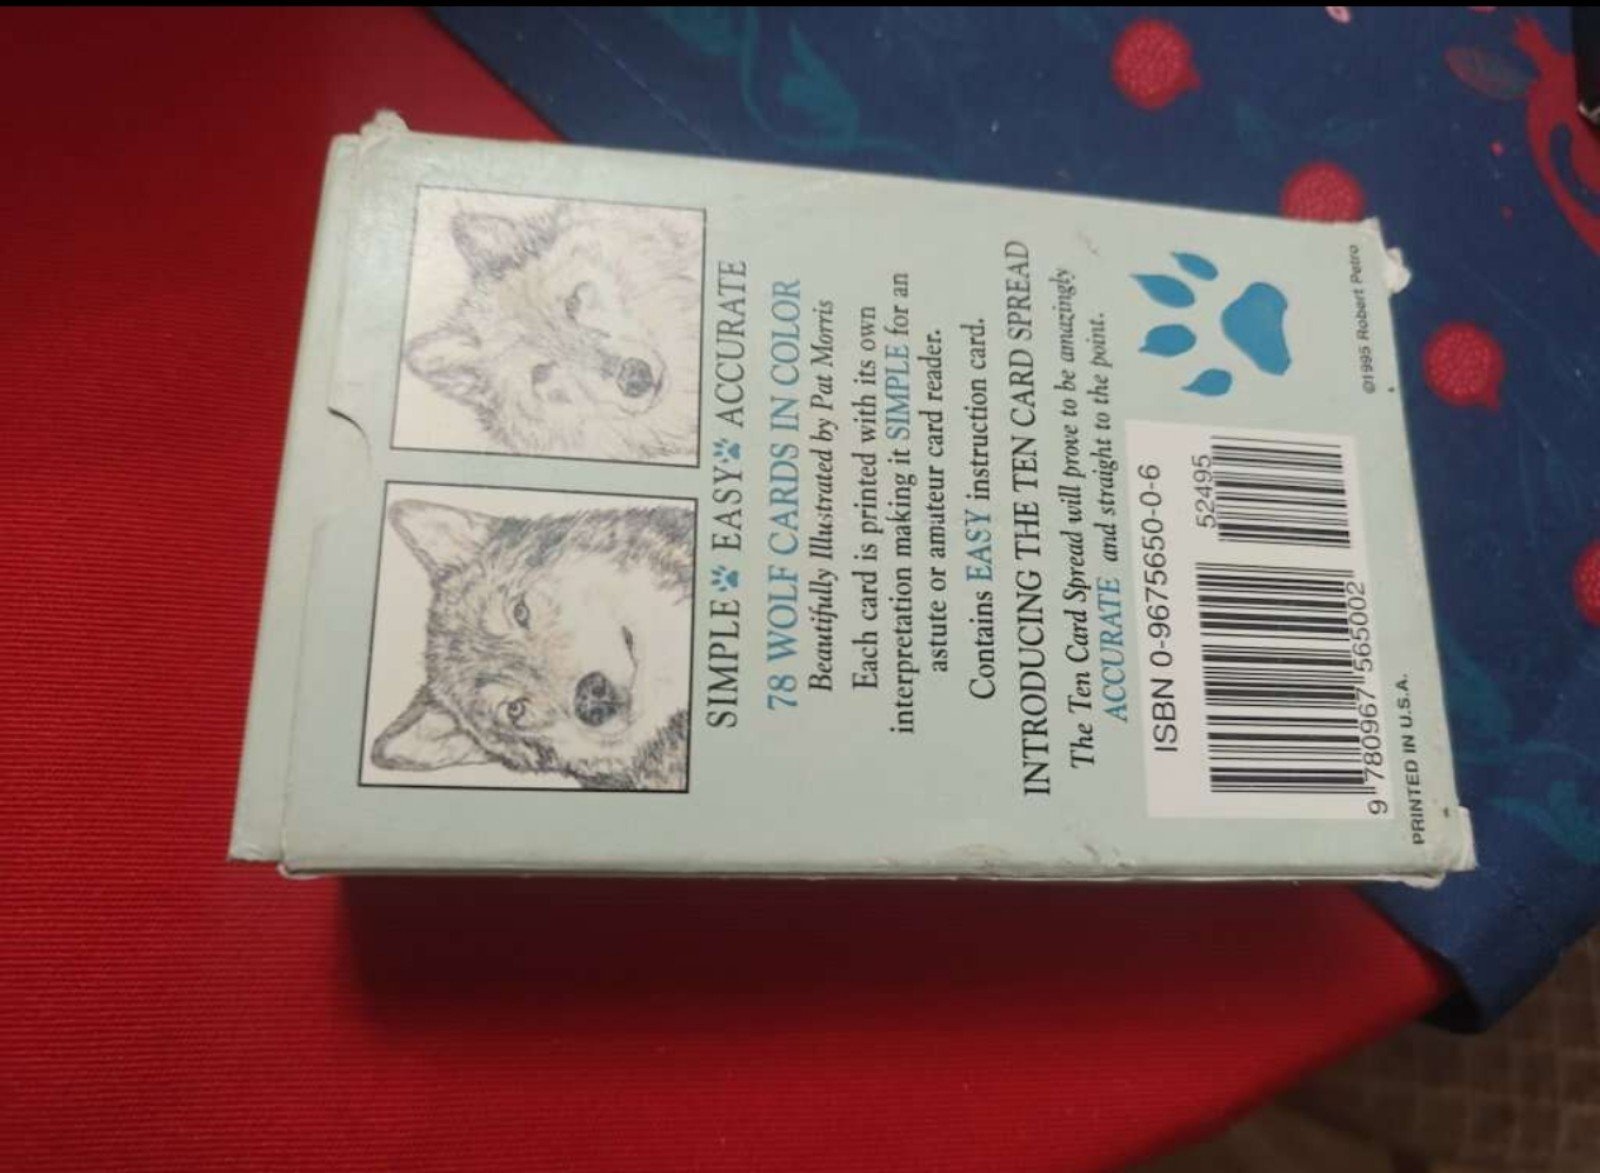 SIMPLE EASY ACCURATE
78 WOLF CARDS IN COLOR
Beautifully Illustrated by Pat Morris
Each card is printed with its own
interpretation making it SIMPLE for an
astute or amateur card reader.
Contains EASY instruction card.
INTRODUCING THE TEN CARD SPREAD
The Ten Card Spread will prove to be amazingly
ACCURATE and straight to the point.
ISBN 0-9675650-0-6
52495
9 780967 565002
PRINTED IN U.S.A.
©1995 Robert Petro